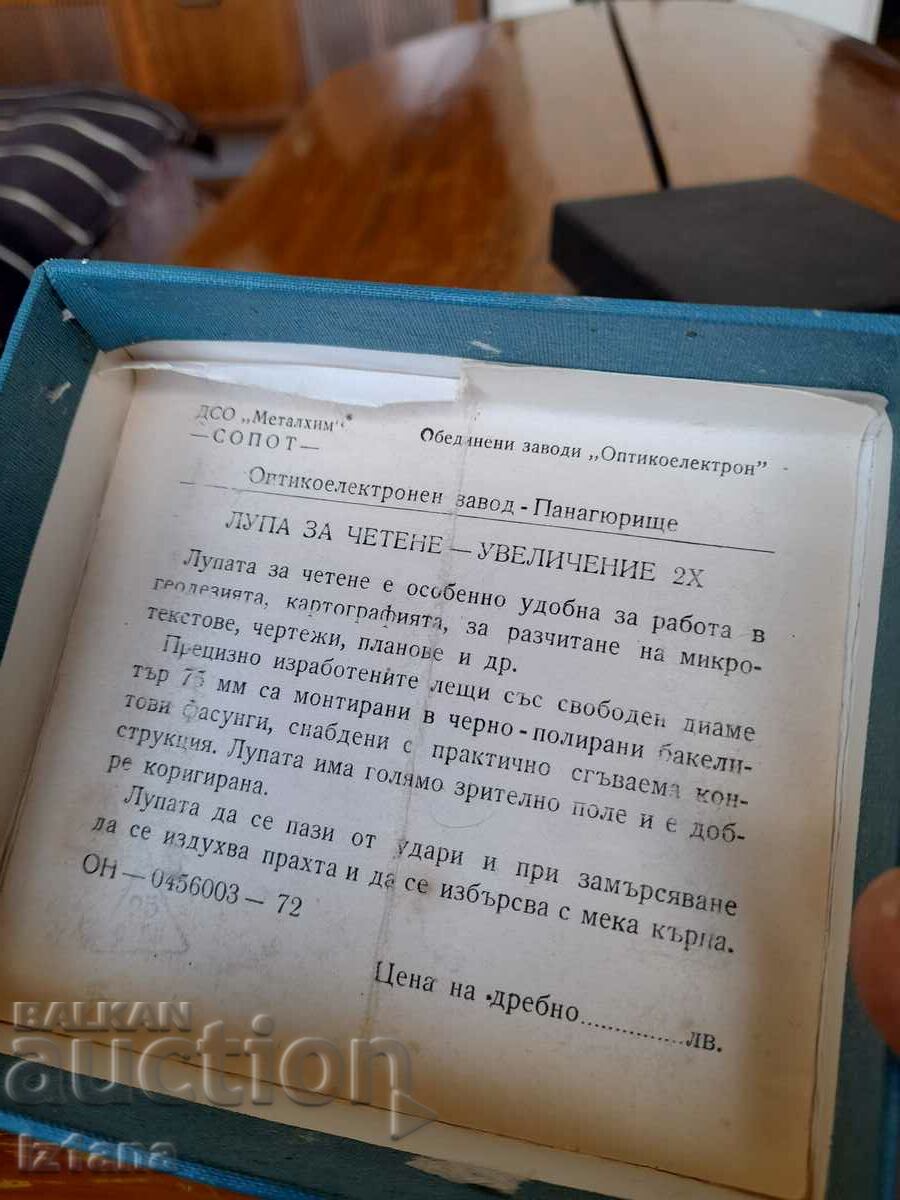 ДСО „Металхим“
—СОПОТ—
Обединени заводи „Оптикоелектрон”
Оптикоелектронен завод - Панагюрище
ЛУПА ЗА ЧЕТЕНЕ — УВЕЛИЧЕНИЕ 2Х
Лупата за четене е особенно удобна за работа в
геодезията, картографията, за разчитане на микро-
текстове, чертежи, планове и др.
Прецизно изработените лещи със свободен диаме
тър 75 мм са монтирани в черно-полирани бакели-
тови фасунги, снабдени с практично сгъваема кон-
струкция. Лупата има голямо зрително поле и е доб-
ре коригирана.
Лупата да се пази от удари и при замърсяване
да се издухва прахта и да се избърсва с мека кърпа.
ОН — 0456003 — 72
Цена на дребно...............лв.
BALKAN
auction
Izfana